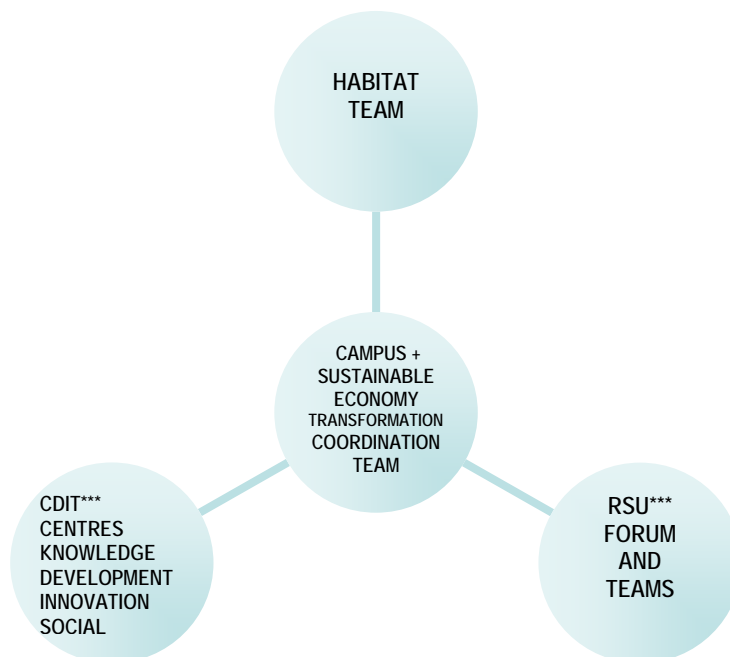 HABITAT
TEAM
CAMPUS +
SUSTAINABLE
ECONOMY
TRANSFORMATION
COORDINATION
TEAM
CDIT***
CENTRES
KNOWLEDGE
DEVELOPMENT
INNOVATION
SOCIAL
RSU***
FORUM
AND
TEAMS